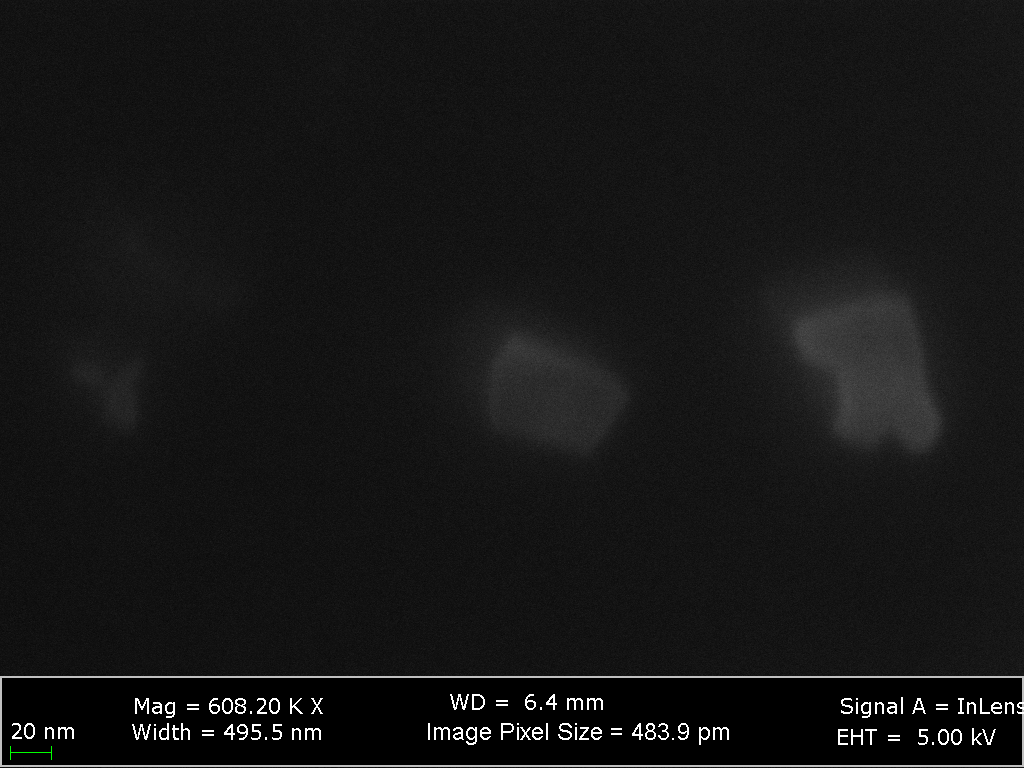 Mag = 608.20 K X
WD = 6.4 mm
Signal A = InLens
20 nm
Width = 495.5 nm
Image Pixel Size = 483.9 pm
EHT = 5.00 kV